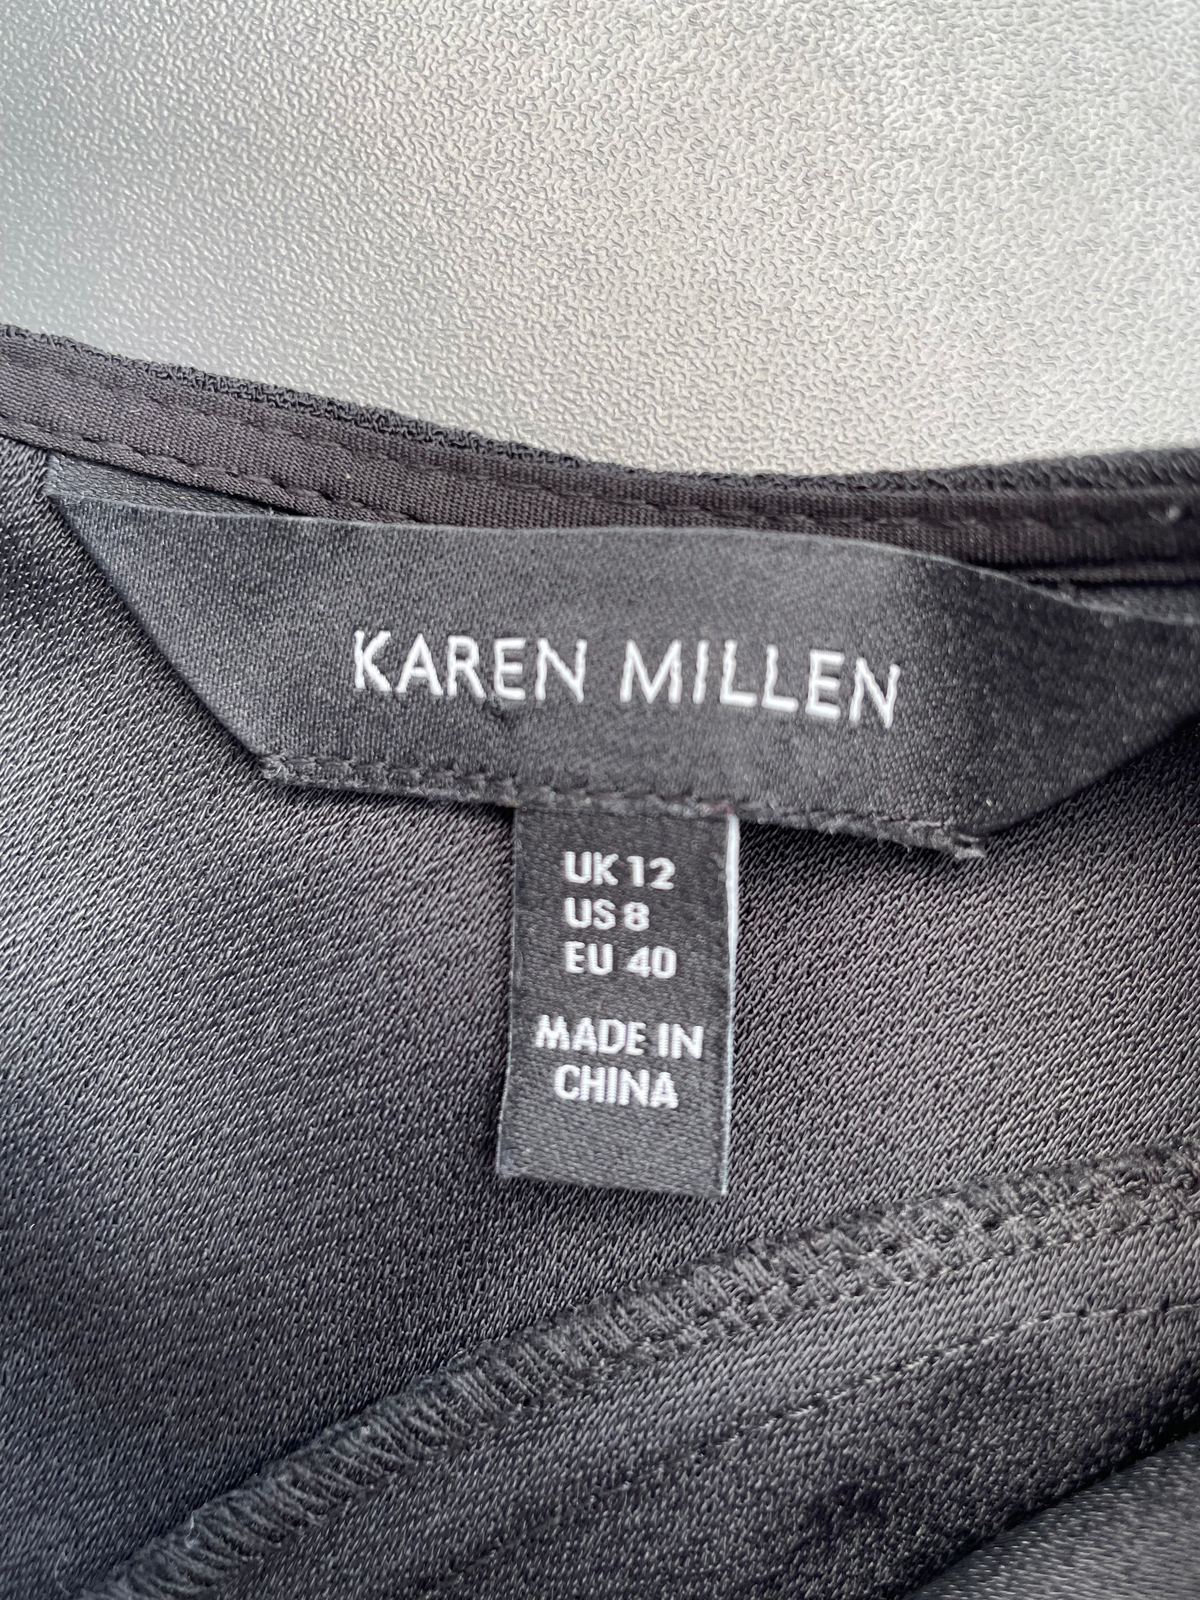 KAREN MILLEN
UK 12
US 8
EU 40
MADE IN
CHINA